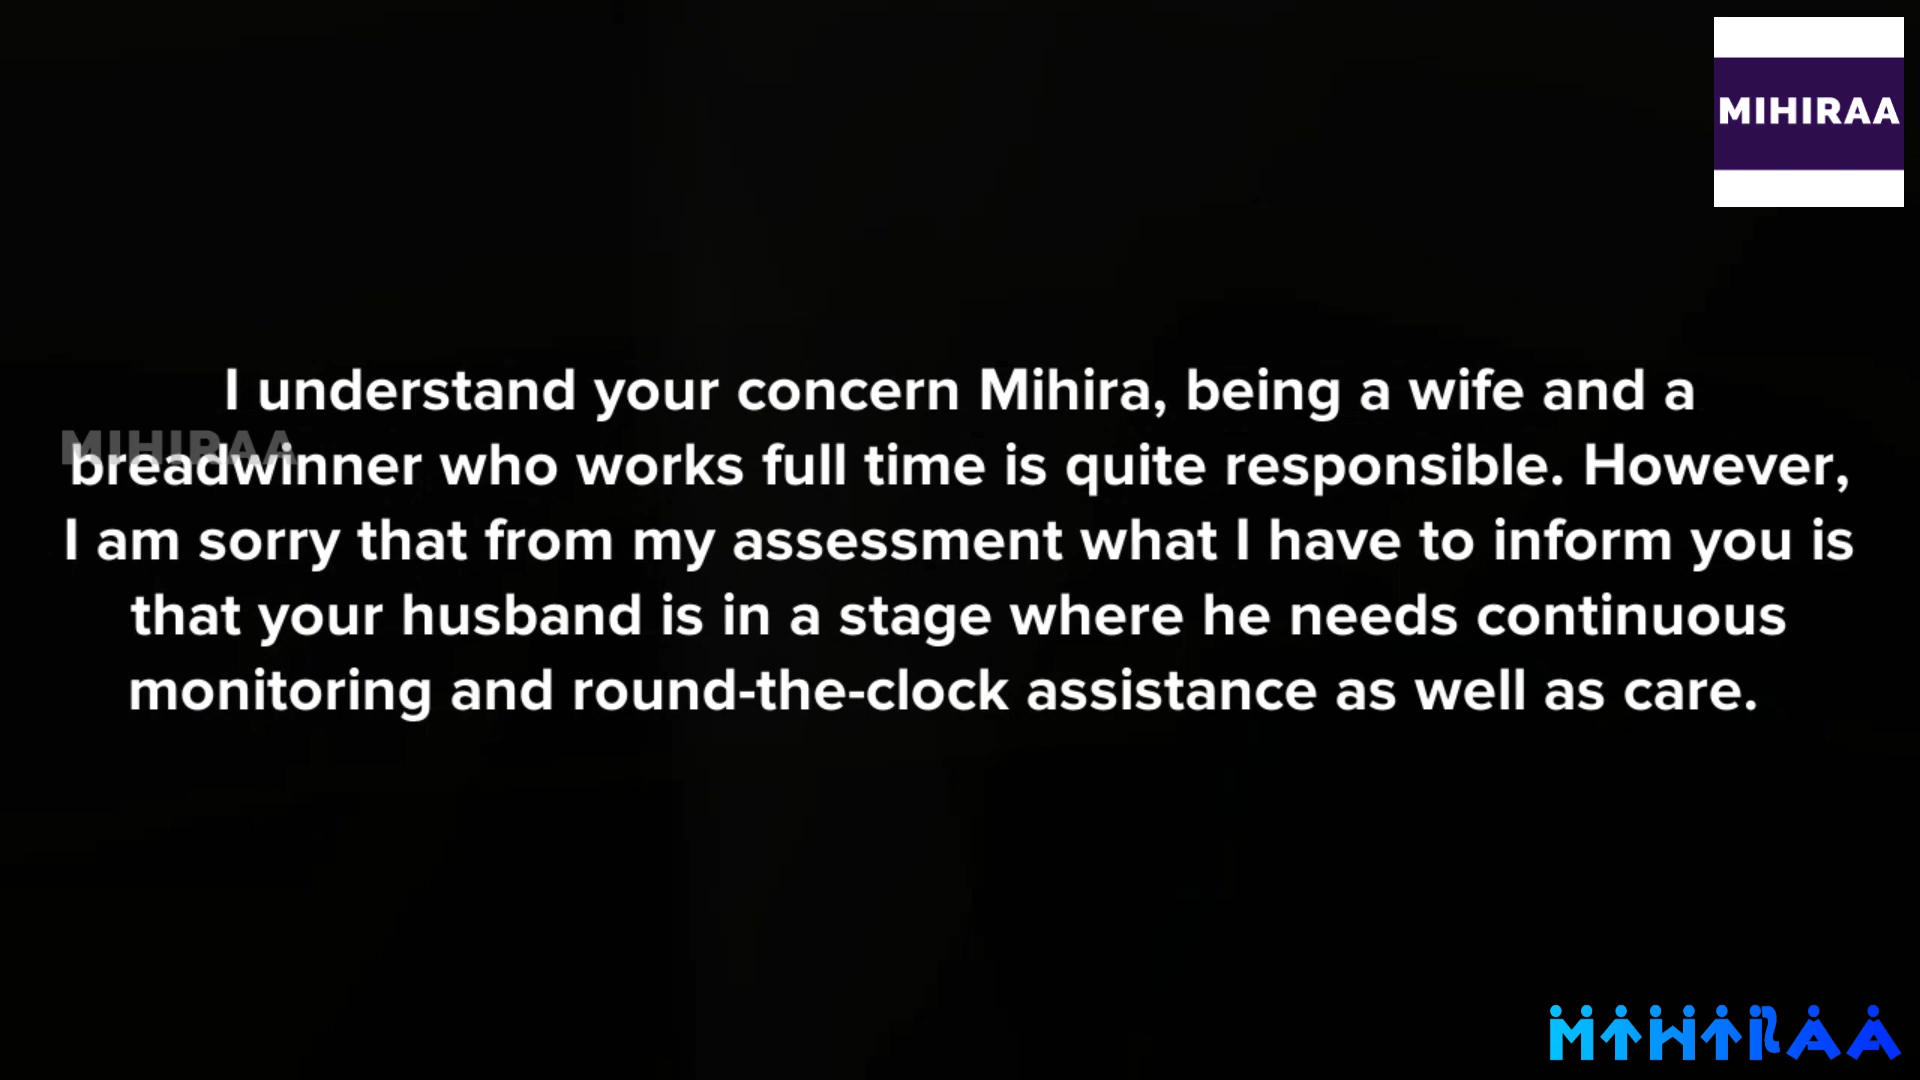 MIHIRAA
I understand your concern Mihira, being a wife and a
MIHIRAA
breadwinner who works full time is quite responsible. However,
I am sorry that from my assessment what I have to inform you is
that your husband is in a stage where he needs continuous
monitoring and round-the-clock assistance as well as care.
MIHIRAA